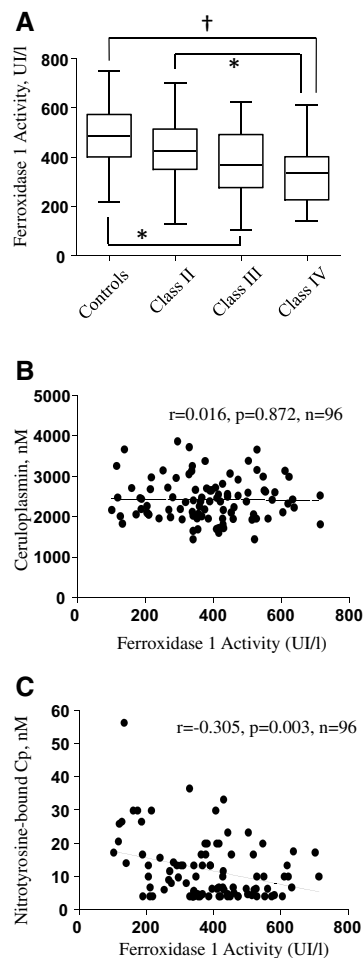 A
†
*
Ferroxidase 1 Activity, UI/l
800
600
400
200
0
*
Controls
Class II
Class III
Class IV
B
r=0.016, p=0.872, n=96
Ceruloplasmin, nM
5000
4000
3000
2000
1000
0
0 200 400 600 800
Ferroxidase 1 Activity (UI/l)
C
r=-0.305, p=0.003, n=96
Nitrotyrosine-bound Cp, nM
60
50
40
30
20
10
0
0 200 400 600 800
Ferroxidase 1 Activity (UI/l)